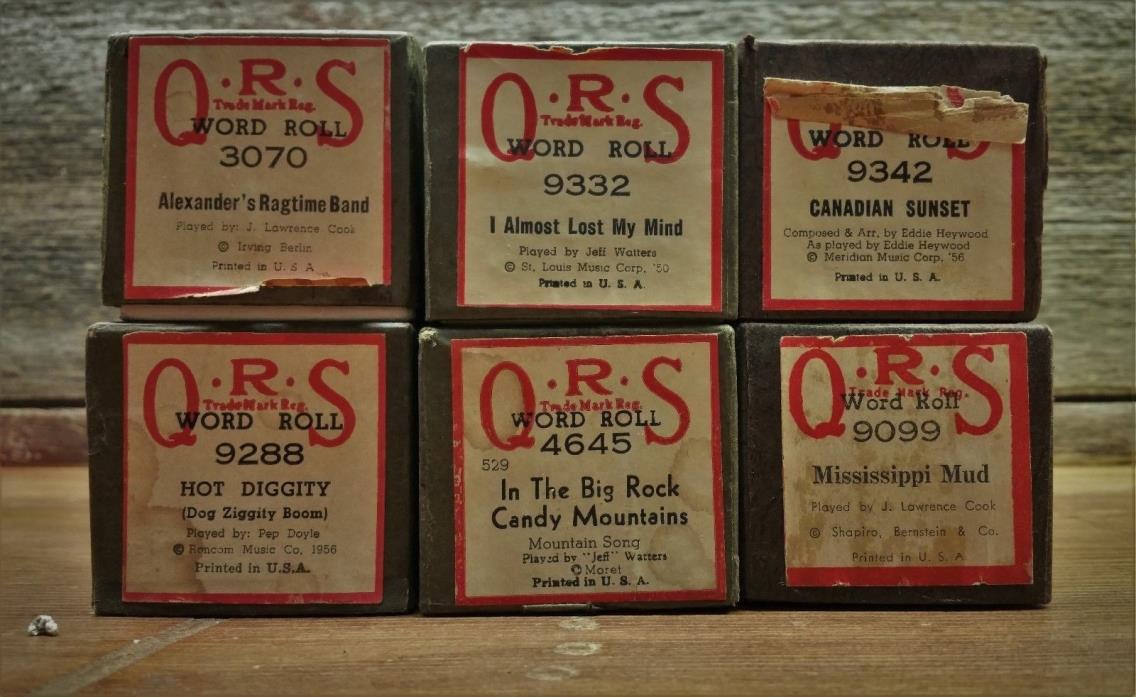 Q·R·S
Trade Mark Reg.
WORD ROLL
3070
Alexander's Ragtime Band
Played by: J. Lawrence Cook
© Irving Berlin
Printed in U. S. A.
Q·R·S
Trade Mark Reg.
WORD ROLL
9332
I Almost Lost My Mind
Played by Jeff Watters
© St. Louis Music Corp. '50
Printed in U. S. A.
WORD ROLL
9342
CANADIAN SUNSET
Composed & Arr. by Eddie Heywood
As played by Eddie Heywood
© Meridian Music Corp. '56
Printed in U. S. A.
Q·R·S
Trade Mark Reg.
WORD ROLL
9288
HOT DIGGITY
(Dog Ziggity Boom)
Played by: Pep Doyle
© Roncom Music Co. 1956
Printed in U.S.A.
Q·R·S
Trade Mark Reg.
WORD ROLL
4645
529
In The Big Rock
Candy Mountains
Mountain Song
Played by "Jeff" Watters
© Moret
Printed in U. S. A.
Q·R·S
Trade Mark Reg.
Word Roll
9099
Mississippi Mud
Played by J. Lawrence Cook
© Shapiro, Bernstein & Co.
Printed in U. S. A